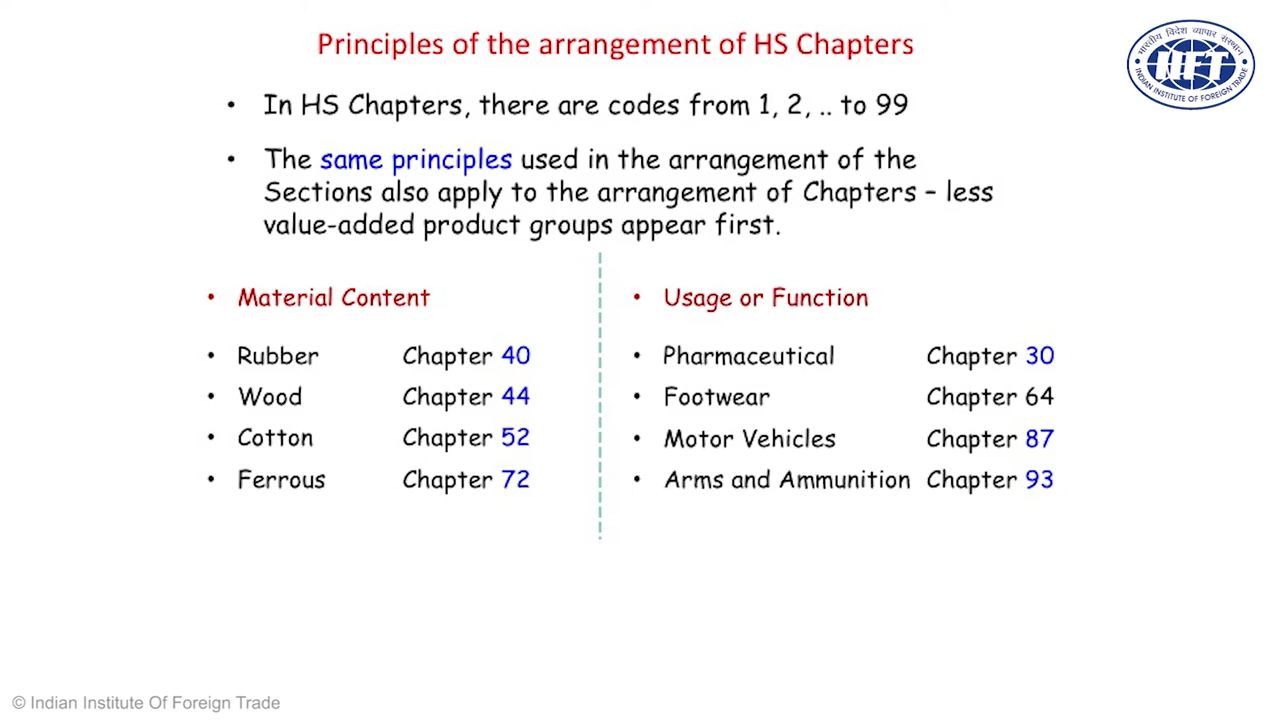 Principles of the arrangement of HS Chapters
भारतीय विदेश व्यापार संस्थान
IIFT
INDIAN INSTITUTE OF FOREIGN TRADE
• In HS Chapters, there are codes from 1, 2, .. to 99
• The same principles used in the arrangement of the
Sections also apply to the arrangement of Chapters – less
value-added product groups appear first.
• Material Content
• Rubber Chapter 40
• Wood Chapter 44
• Cotton Chapter 52
• Ferrous Chapter 72
• Usage or Function
• Pharmaceutical Chapter 30
• Footwear Chapter 64
• Motor Vehicles Chapter 87
• Arms and Ammunition Chapter 93
© Indian Institute Of Foreign Trade